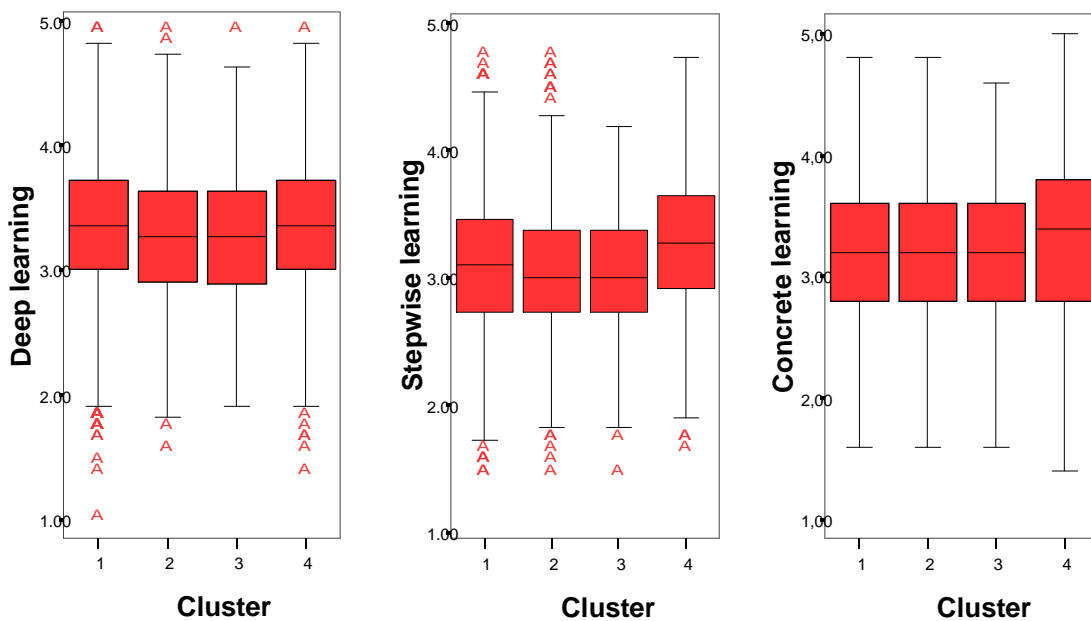 Deep learning
5.00
4.00
3.00
2.00
1.00
1 2 3 4
Cluster
A A A A
A
A A
A A A
A A
A A A
A
A A
A
Stepwise learning
5.00
4.00
3.00
2.00
1.00
1 2 3 4
Cluster
A A
A A
A A
A
A
A A A
A A A
A A
A A A
Concrete learning
5,00
4,00
3,00
2,00
1,00
1 2 3 4
Cluster